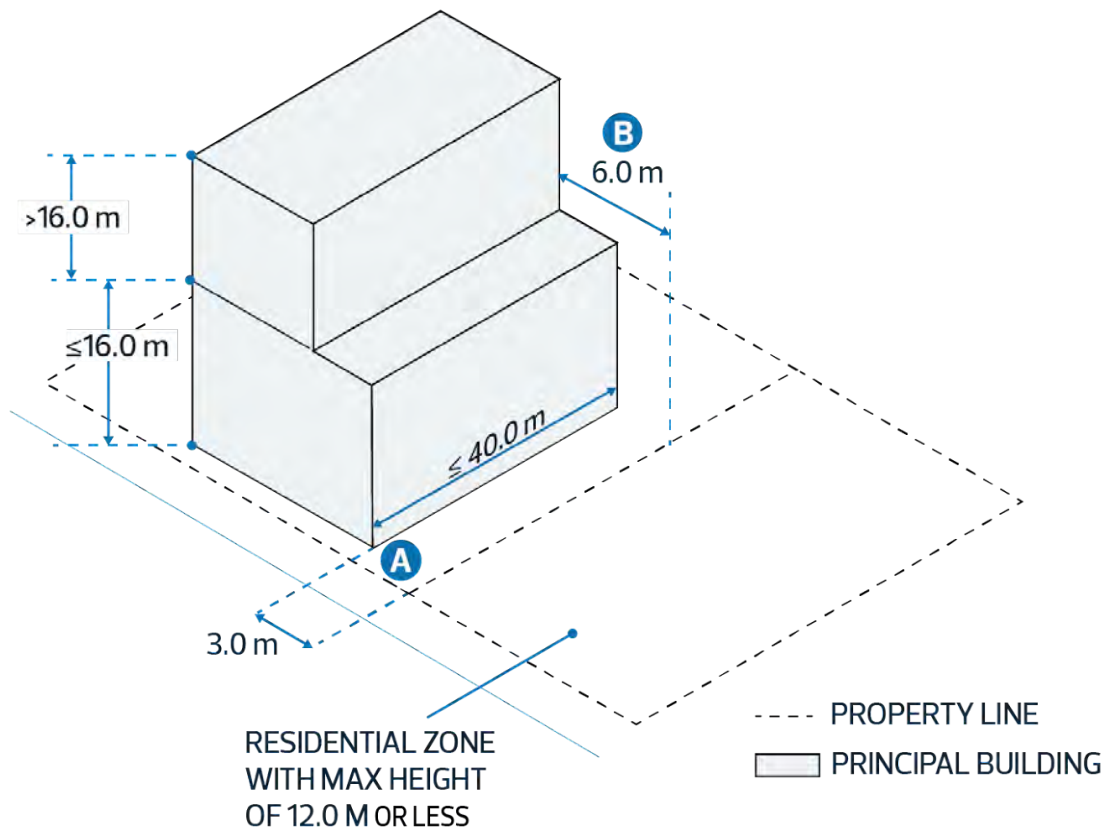 B
6.0 m
>16.0 m
≤16.0 m
≤ 40.0 m
A
3.0 m
RESIDENTIAL ZONE
WITH MAX HEIGHT
OF 12.0 M OR LESS
PROPERTY LINE
PRINCIPAL BUILDING